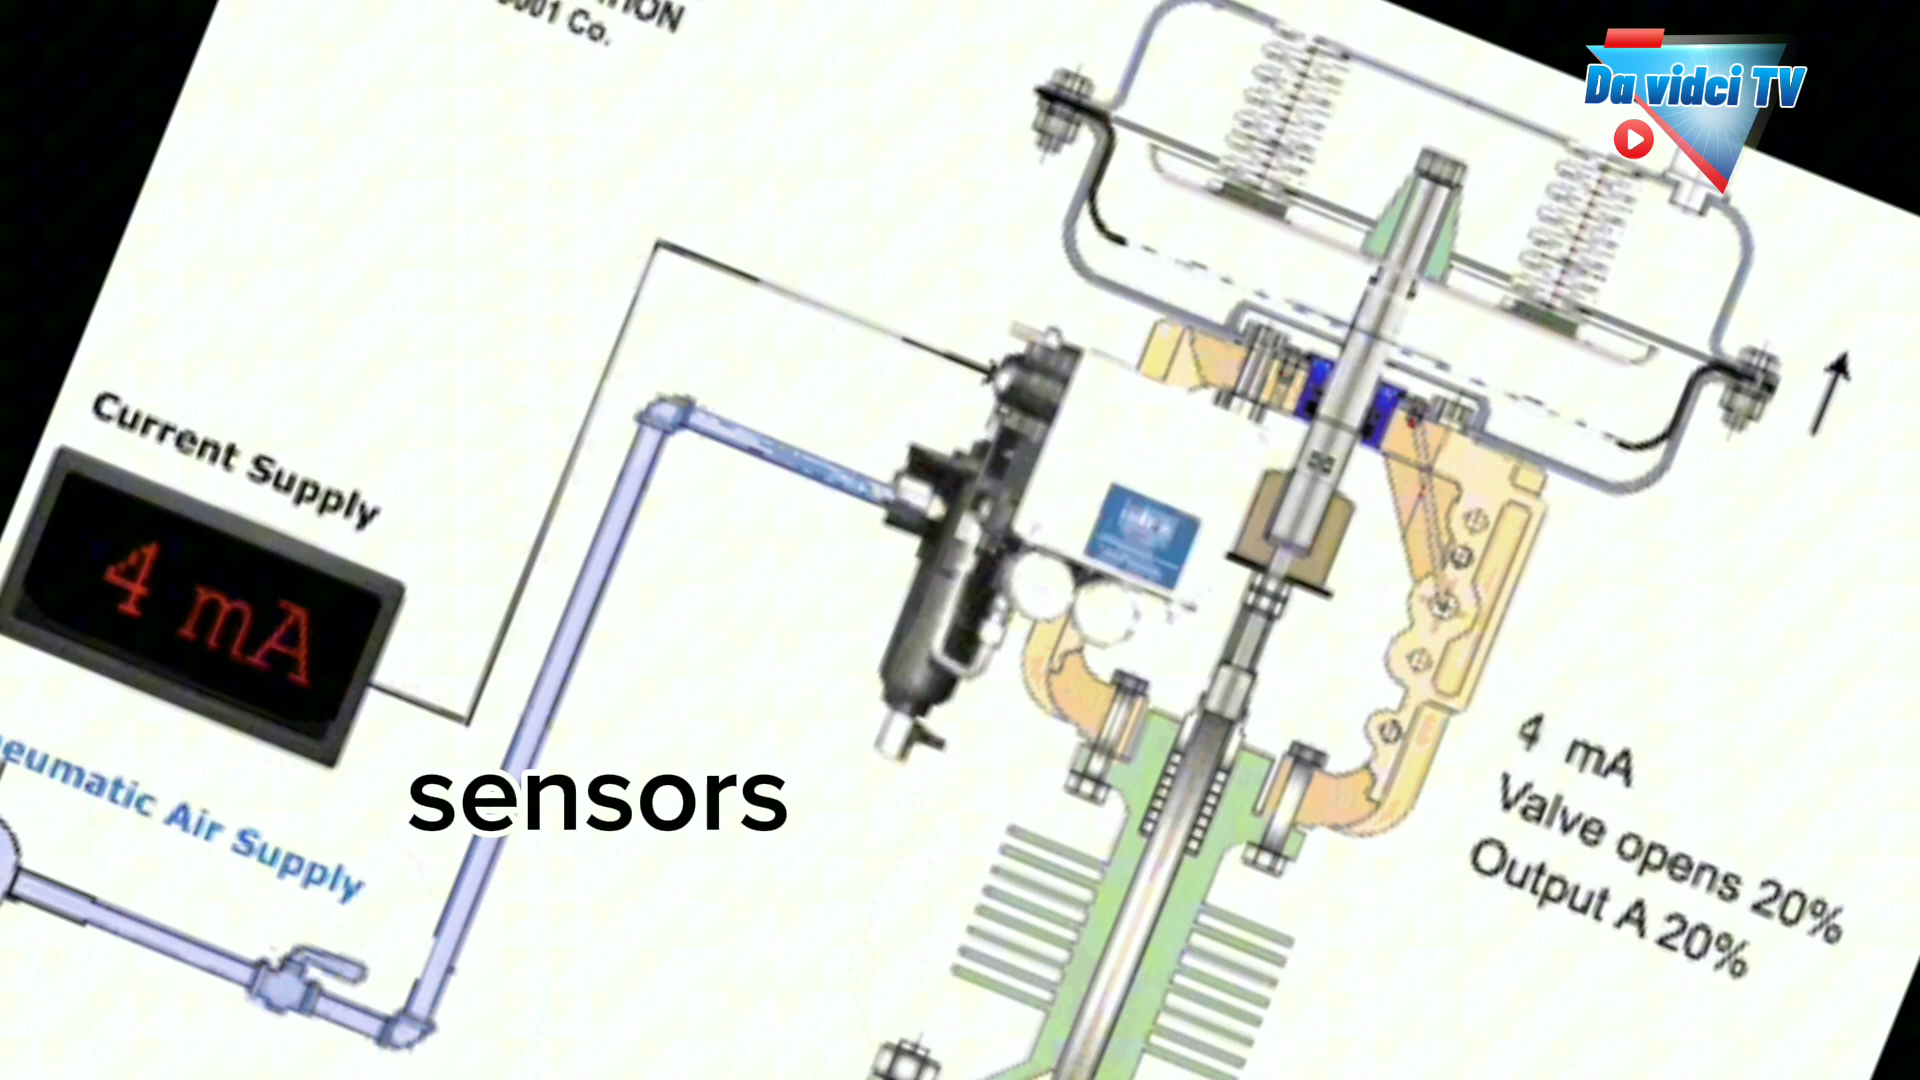 001 Co.
Da vidci TV
Current Supply
4 mA
eumatic Air Supply
sensors
4 mA
Valve opens 20%
Output A 20%